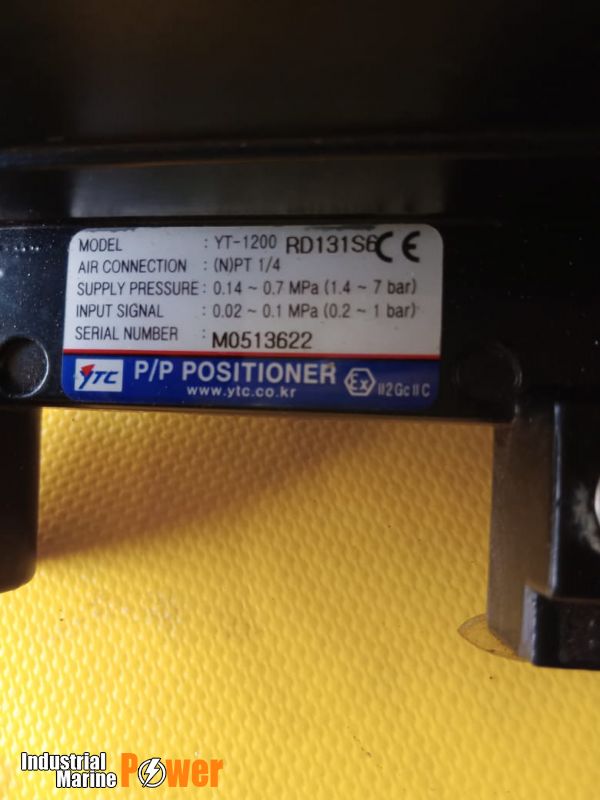 MODEL : YT-1200 RD131S6 CE
AIR CONNECTION : (N)PT 1/4
SUPPLY PRESSURE : 0.14 ~ 0.7 MPa (1.4 ~ 7 bar)
INPUT SIGNAL : 0.02 ~ 0.1 MPa (0.2 ~ 1 bar)
SERIAL NUMBER : M0513622
YTC P/P POSITIONER Ex II2GcIIC
www.ytc.co.kr
Industrial
Marine Power